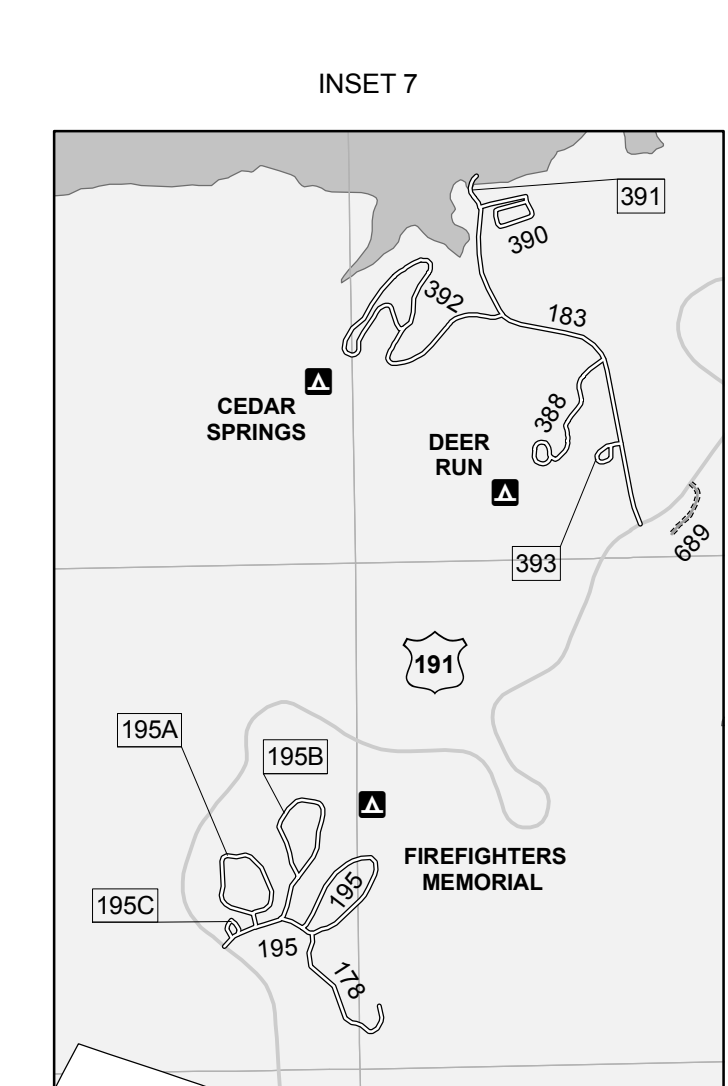 INSET 7
391
390
392
183
CEDAR
SPRINGS
388
DEER
RUN
689
393
191
195A
195B
FIREFIGHTERS
MEMORIAL
195
195C
195
178